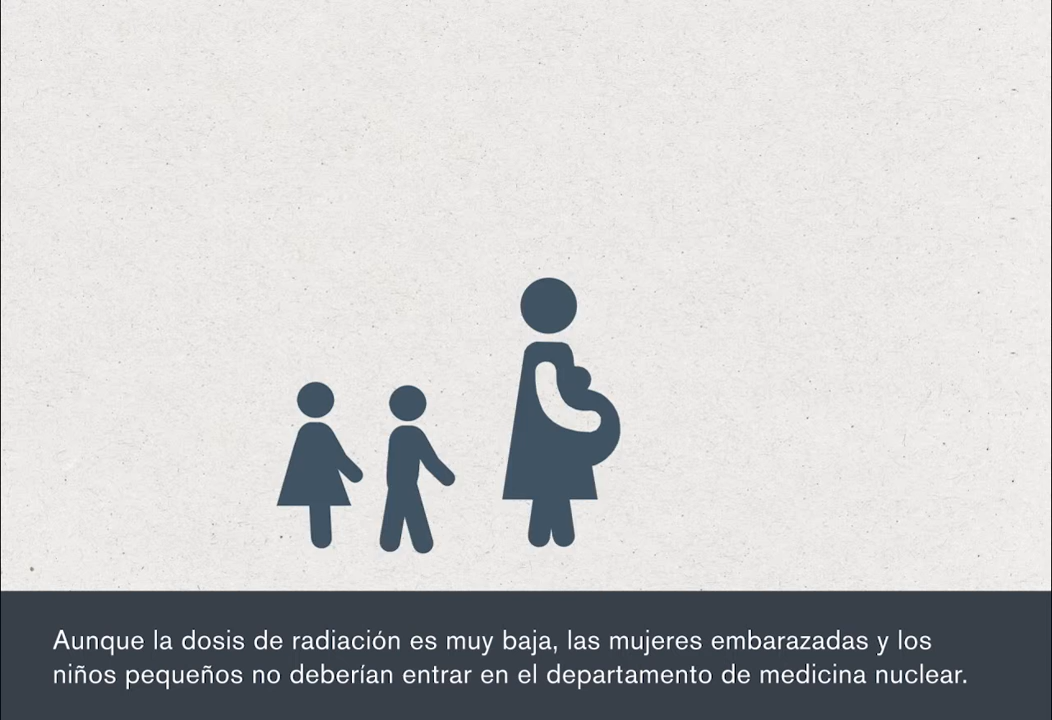 Aunque la dosis de radiación es muy baja, las mujeres embarazadas y los
niños pequeños no deberían entrar en el departamento de medicina nuclear.